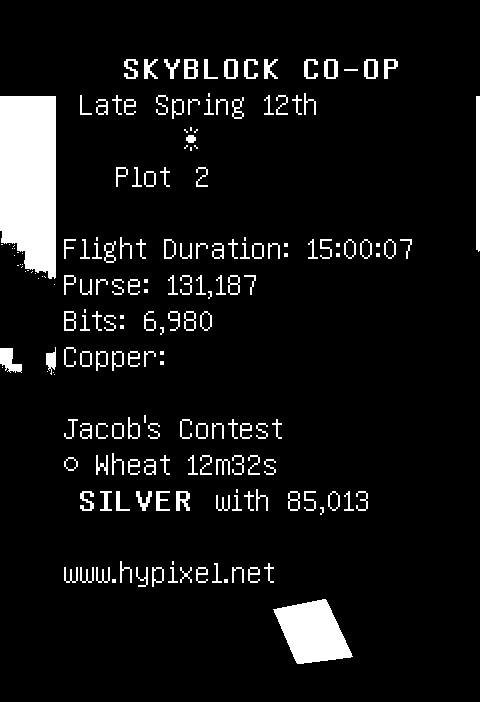 SKYBLOCK CO-OP
Late Spring 12th
☀
Plot 2
Flight Duration: 15:00:07
Purse: 131,187
Bits: 6,980
Copper:
Jacob's Contest
○ Wheat 12m32s
SILVER with 85,013
www.hypixel.net